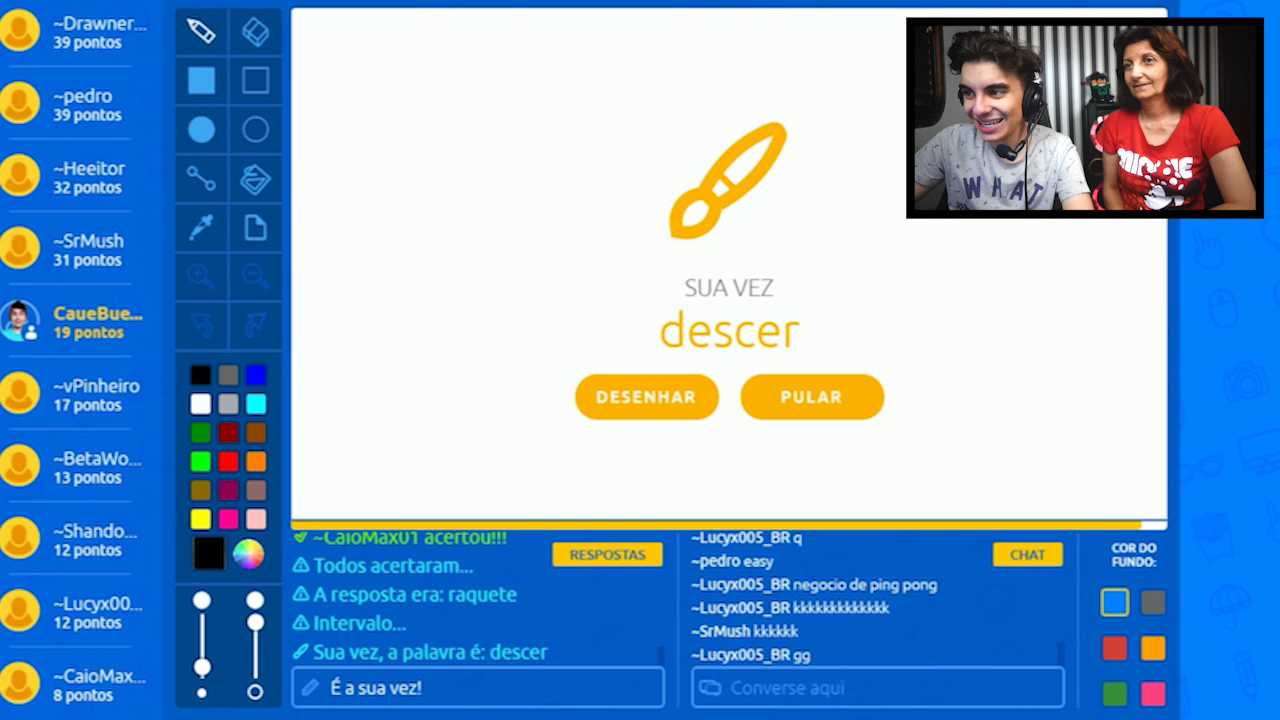 ~Drawner...
39 pontos
~pedro
39 pontos
~Heeitor
32 pontos
~SrMush
31 pontos
CaueBue...
19 pontos
~vPinheiro
17 pontos
~BetaWo...
13 pontos
~Shando...
12 pontos
~Lucyx00...
12 pontos
~CaioMax...
8 pontos
WHAT
SUA VEZ
descer
DESENHAR
PULAR
~CaioMax01 acertou!!!
Todos acertaram...
A resposta era: raquete
Intervalo...
Sua vez, a palavra é: descer
RESPOSTAS
É a sua vez!
~Lucyx005_BR q
~pedro easy
~Lucyx005_BR negocio de ping pong
~Lucyx005_BR kkkkkkkkkkkkk
~SrMush kkkkkk
~Lucyx005_BR gg
CHAT
Converse aqui
COR DO
FUNDO: